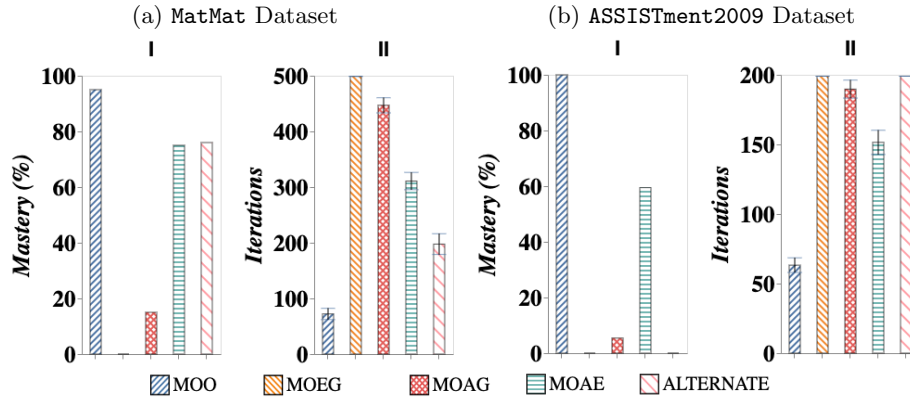 (a) MatMat Dataset
(b) ASSISTment2009 Dataset
I
II
I
II
Mastery (%)
100
80
60
40
20
0
Iterations
500
400
300
200
100
0
Mastery (%)
100
80
60
40
20
0
Iterations
200
150
100
50
0
MOO MOEG MOAG MOAE ALTERNATE